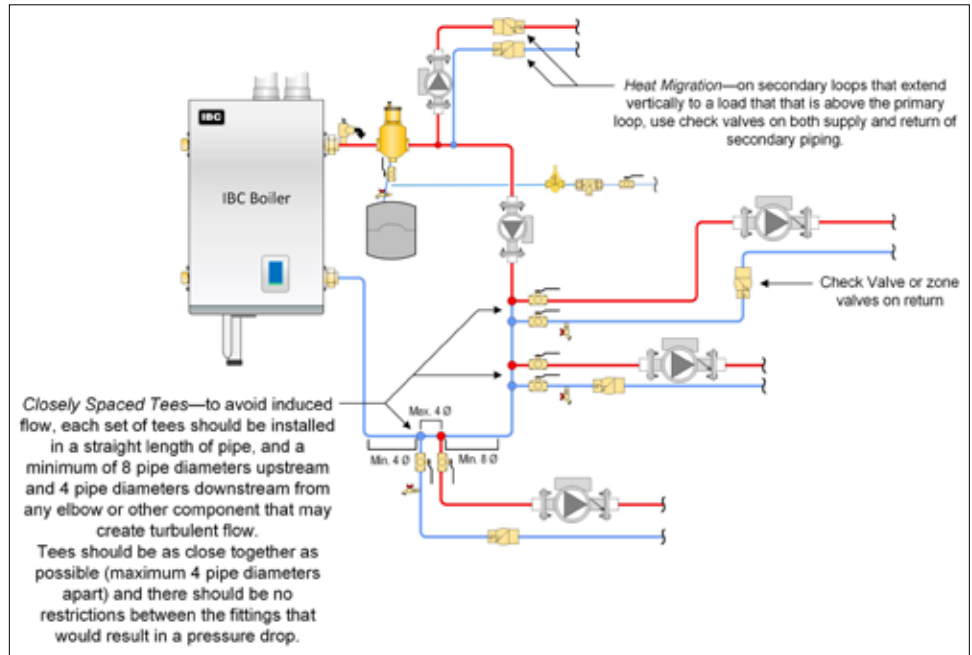 Heat Migration—on secondary loops that extend
vertically to a load that that is above the primary
loop, use check valves on both supply and return of
secondary piping.
IBC
IBC Boiler
Check Valve or zone
valves on return
Closely Spaced Tees—to avoid induced
flow, each set of tees should be installed
in a straight length of pipe, and a
minimum of 8 pipe diameters upstream
and 4 pipe diameters downstream from
any elbow or other component that may
create turbulent flow.
Tees should be as close together as
possible (maximum 4 pipe diameters
apart) and there should be no
restrictions between the fittings that
would result in a pressure drop.
Max. 4 Ø
Min. 4 Ø
Min. 8 Ø